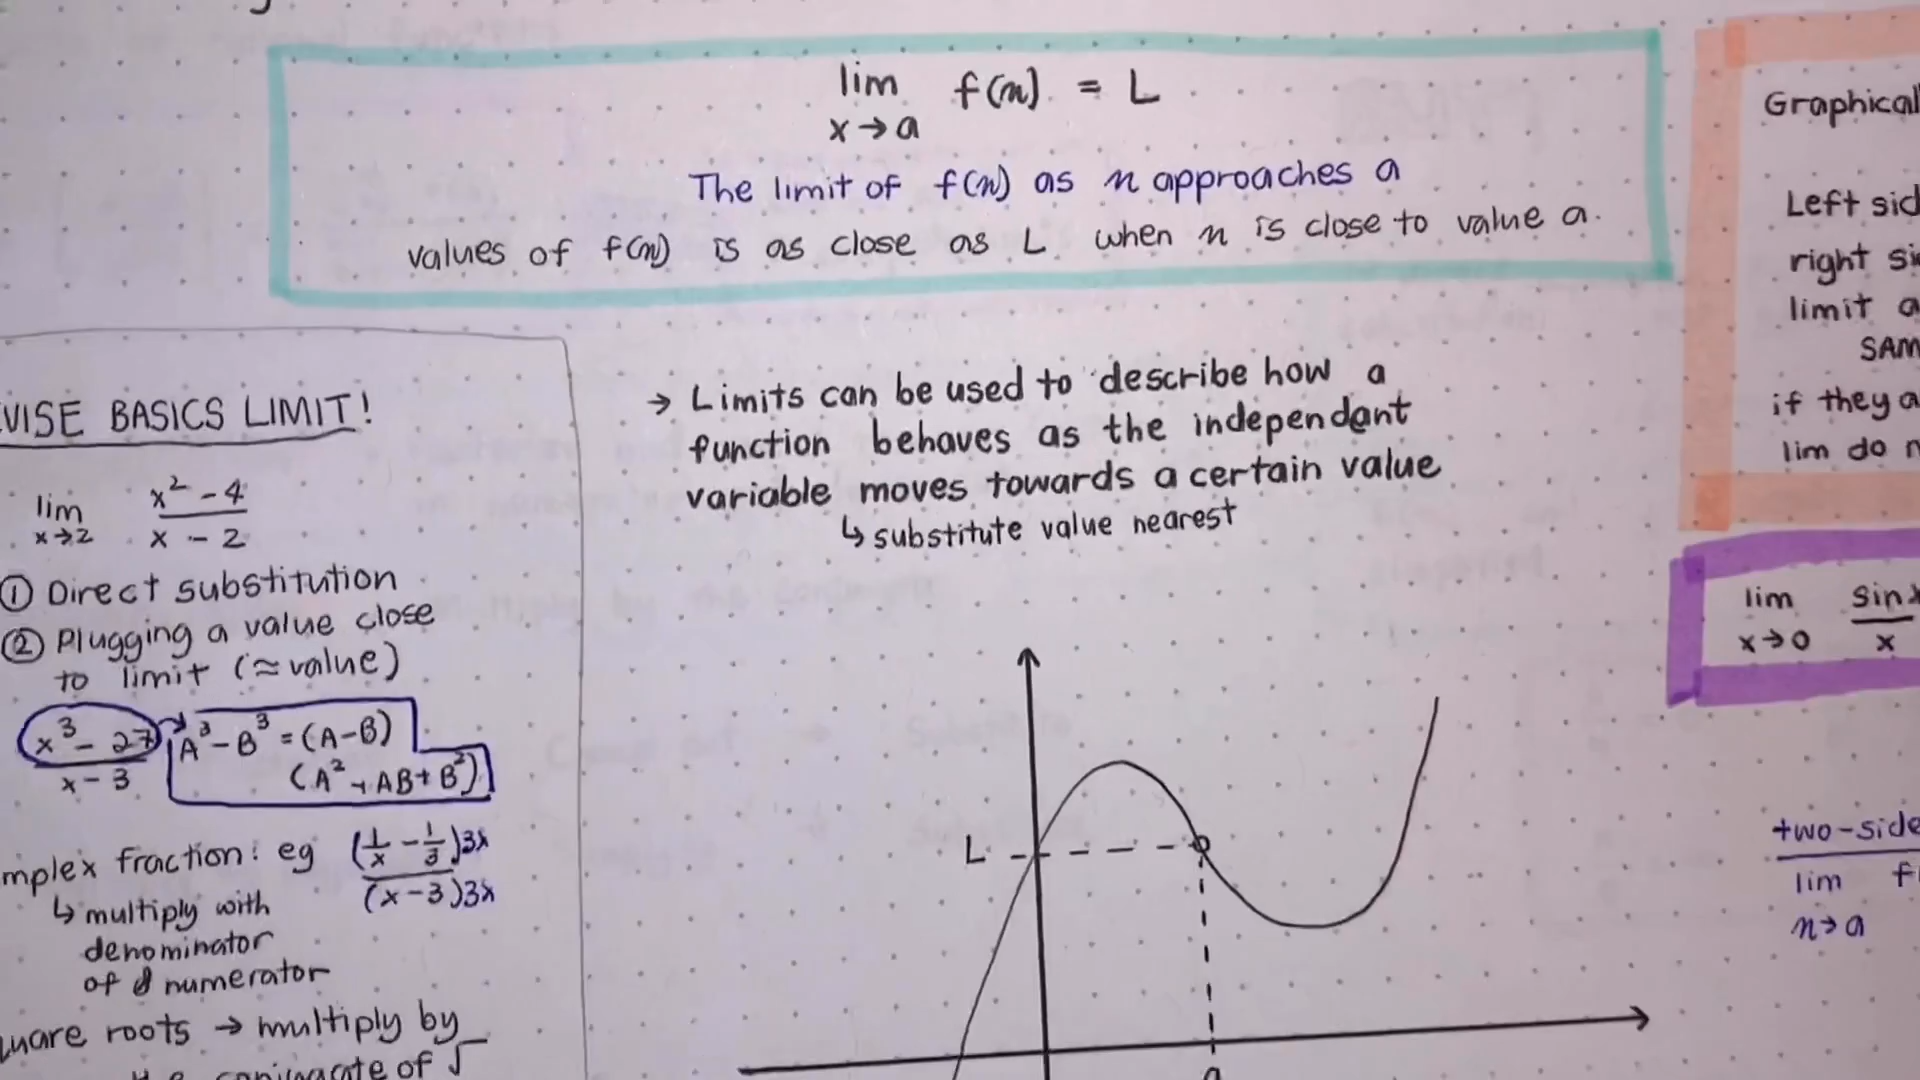 lim f(x) = L
x → a
The limit of f(x) as x approaches a
values of f(x) is as close as L when x is close to value a.
VISE BASICS LIMIT!
lim x² - 4
x→2 x - 2
① Direct substitution
② Plugging a value close
to limit (≈ value)
x³ - 27 A³ - B³ = (A - B)
x - 3 (A² + AB + B²)
mplex fraction: eg (1/x - 1/3)3x
(x - 3)3x
↳ multiply with
denominator
of numerator
uare roots → multiply by
conjugate of √
→ Limits can be used to describe how a
function behaves as the independant
variable moves towards a certain value
↳ substitute value nearest
L
a
Graphical
Left sid
right si
limit a
SAM
if they a
lim do n
lim sin x
x→0 x
two-side
lim f
x→a